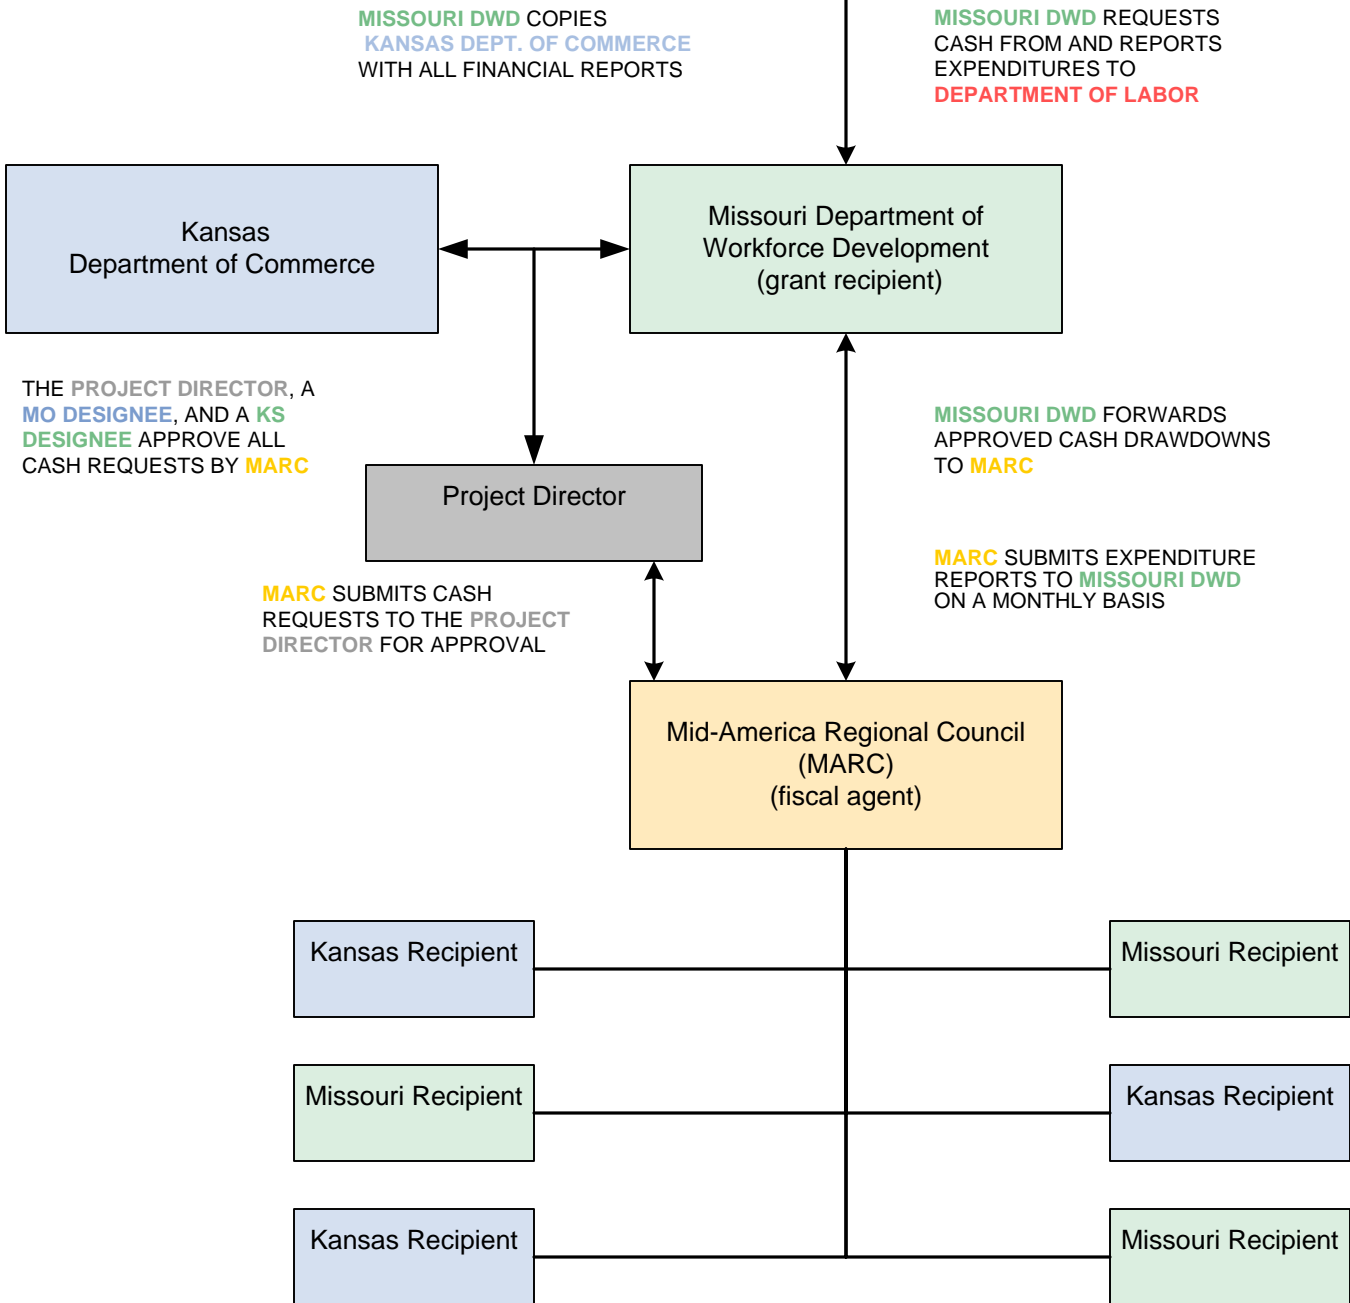 MISSOURI DWD COPIES
KANSAS DEPT. OF COMMERCE
WITH ALL FINANCIAL REPORTS
MISSOURI DWD REQUESTS
CASH FROM AND REPORTS
EXPENDITURES TO
DEPARTMENT OF LABOR
Kansas
Department of Commerce
Missouri Department of
Workforce Development
(grant recipient)
THE PROJECT DIRECTOR, A
MO DESIGNEE, AND A KS
DESIGNEE APPROVE ALL
CASH REQUESTS BY MARC
MISSOURI DWD FORWARDS
APPROVED CASH DRAWDOWNS
TO MARC
Project Director
MARC SUBMITS EXPENDITURE
REPORTS TO MISSOURI DWD
ON A MONTHLY BASIS
MARC SUBMITS CASH
REQUESTS TO THE PROJECT
DIRECTOR FOR APPROVAL
Mid-America Regional Council
(MARC)
(fiscal agent)
Kansas Recipient
Missouri Recipient
Missouri Recipient
Kansas Recipient
Kansas Recipient
Missouri Recipient